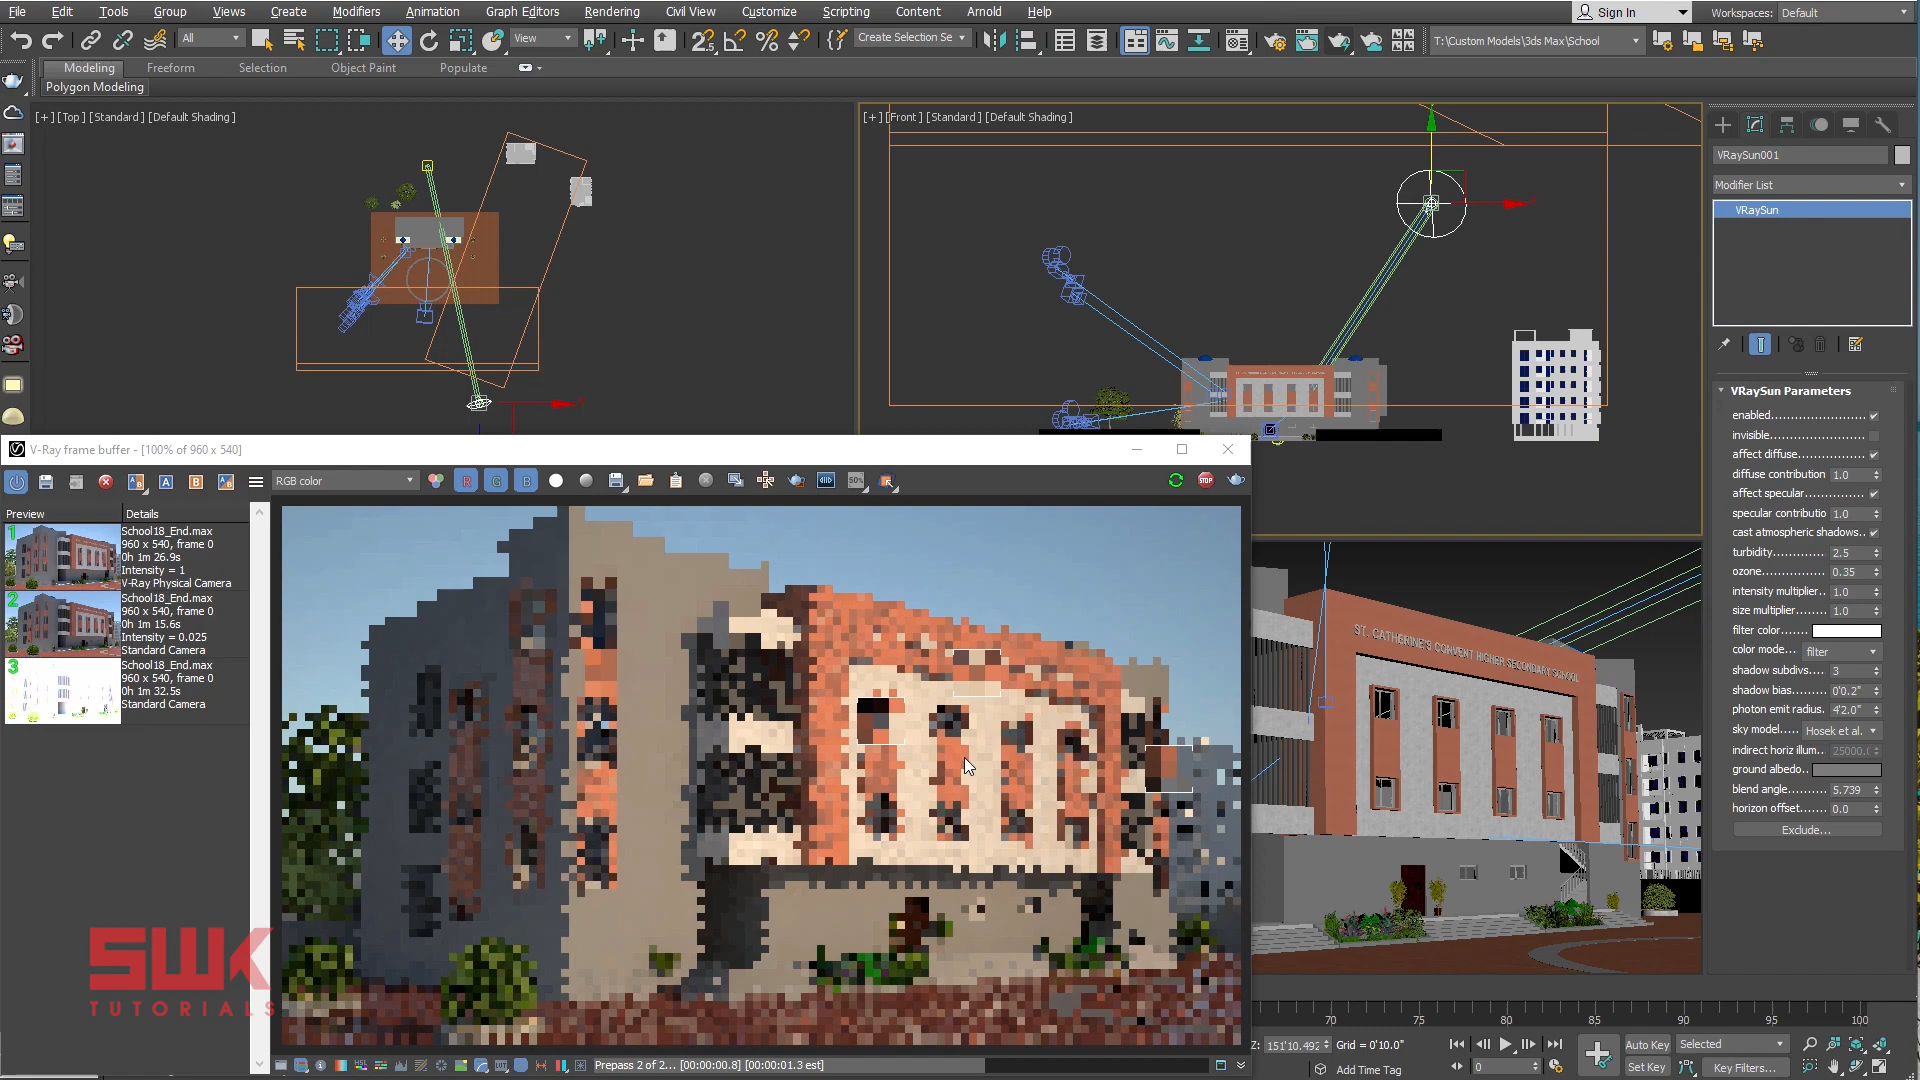 File Edit Tools Group Views Create Modifiers Animation Graph Editors Rendering Civil View Customize Scripting Content Arnold Help Sign In Workspaces: Default
All View Create Selection Se T:\Custom Models\3ds Max\School
Modeling Freeform Selection Object Paint Populate
Polygon Modeling
[+] [Top] [Standard] [Default Shading]
[+] [Front] [Standard] [Default Shading]
VRaySun001
Modifier List
VRaySun
VRaySun Parameters
enabled
invisible
affect diffuse
diffuse contribution 1.0
affect specular
specular contributio 1.0
cast atmospheric shadows
turbidity 2.5
ozone 0.35
intensity multiplier 1.0
size multiplier 1.0
filter color
color mode filter
shadow subdivs 3
shadow bias 0'0.2"
photon emit radius 4'2.0"
sky model Hosek et al.
indirect horiz illum 25000.
ground albedo
blend angle 5.739
horizon offset 0.0
Exclude...
V-Ray frame buffer - [100% of 960 x 540]
RGB color R G B 50%
Preview Details
1
School18_End.max
960 x 540, frame 0
0h 1m 26.9s
Intensity = 1
V-Ray Physical Camera
2
School18_End.max
960 x 540, frame 0
0h 1m 15.6s
Intensity = 0.025
Standard Camera
3
School18_End.max
960 x 540, frame 0
0h 1m 32.5s
Standard Camera
ST. CATHERINE'S CONVENT HIGHER SECONDARY SCHOOL
SWK
TUTORIALS
Prepass 2 of 2... [00:00:00.8] [00:00:01.3 est]
70 75 80 85 90 95 100
Z: 151'10.492 Grid = 0'10.0"
Add Time Tag
0
Auto Key Selected
Set Key Key Filters...